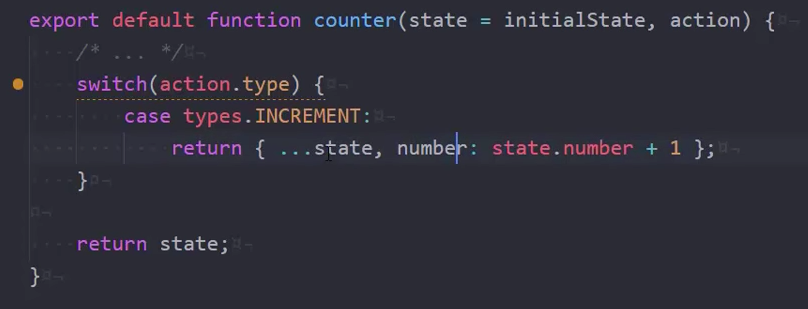 export default function counter(state = initialState, action) {
/* ... */
switch(action.type) {
case types.INCREMENT:
return { ...state, number: state.number + 1 };
}
return state;
}